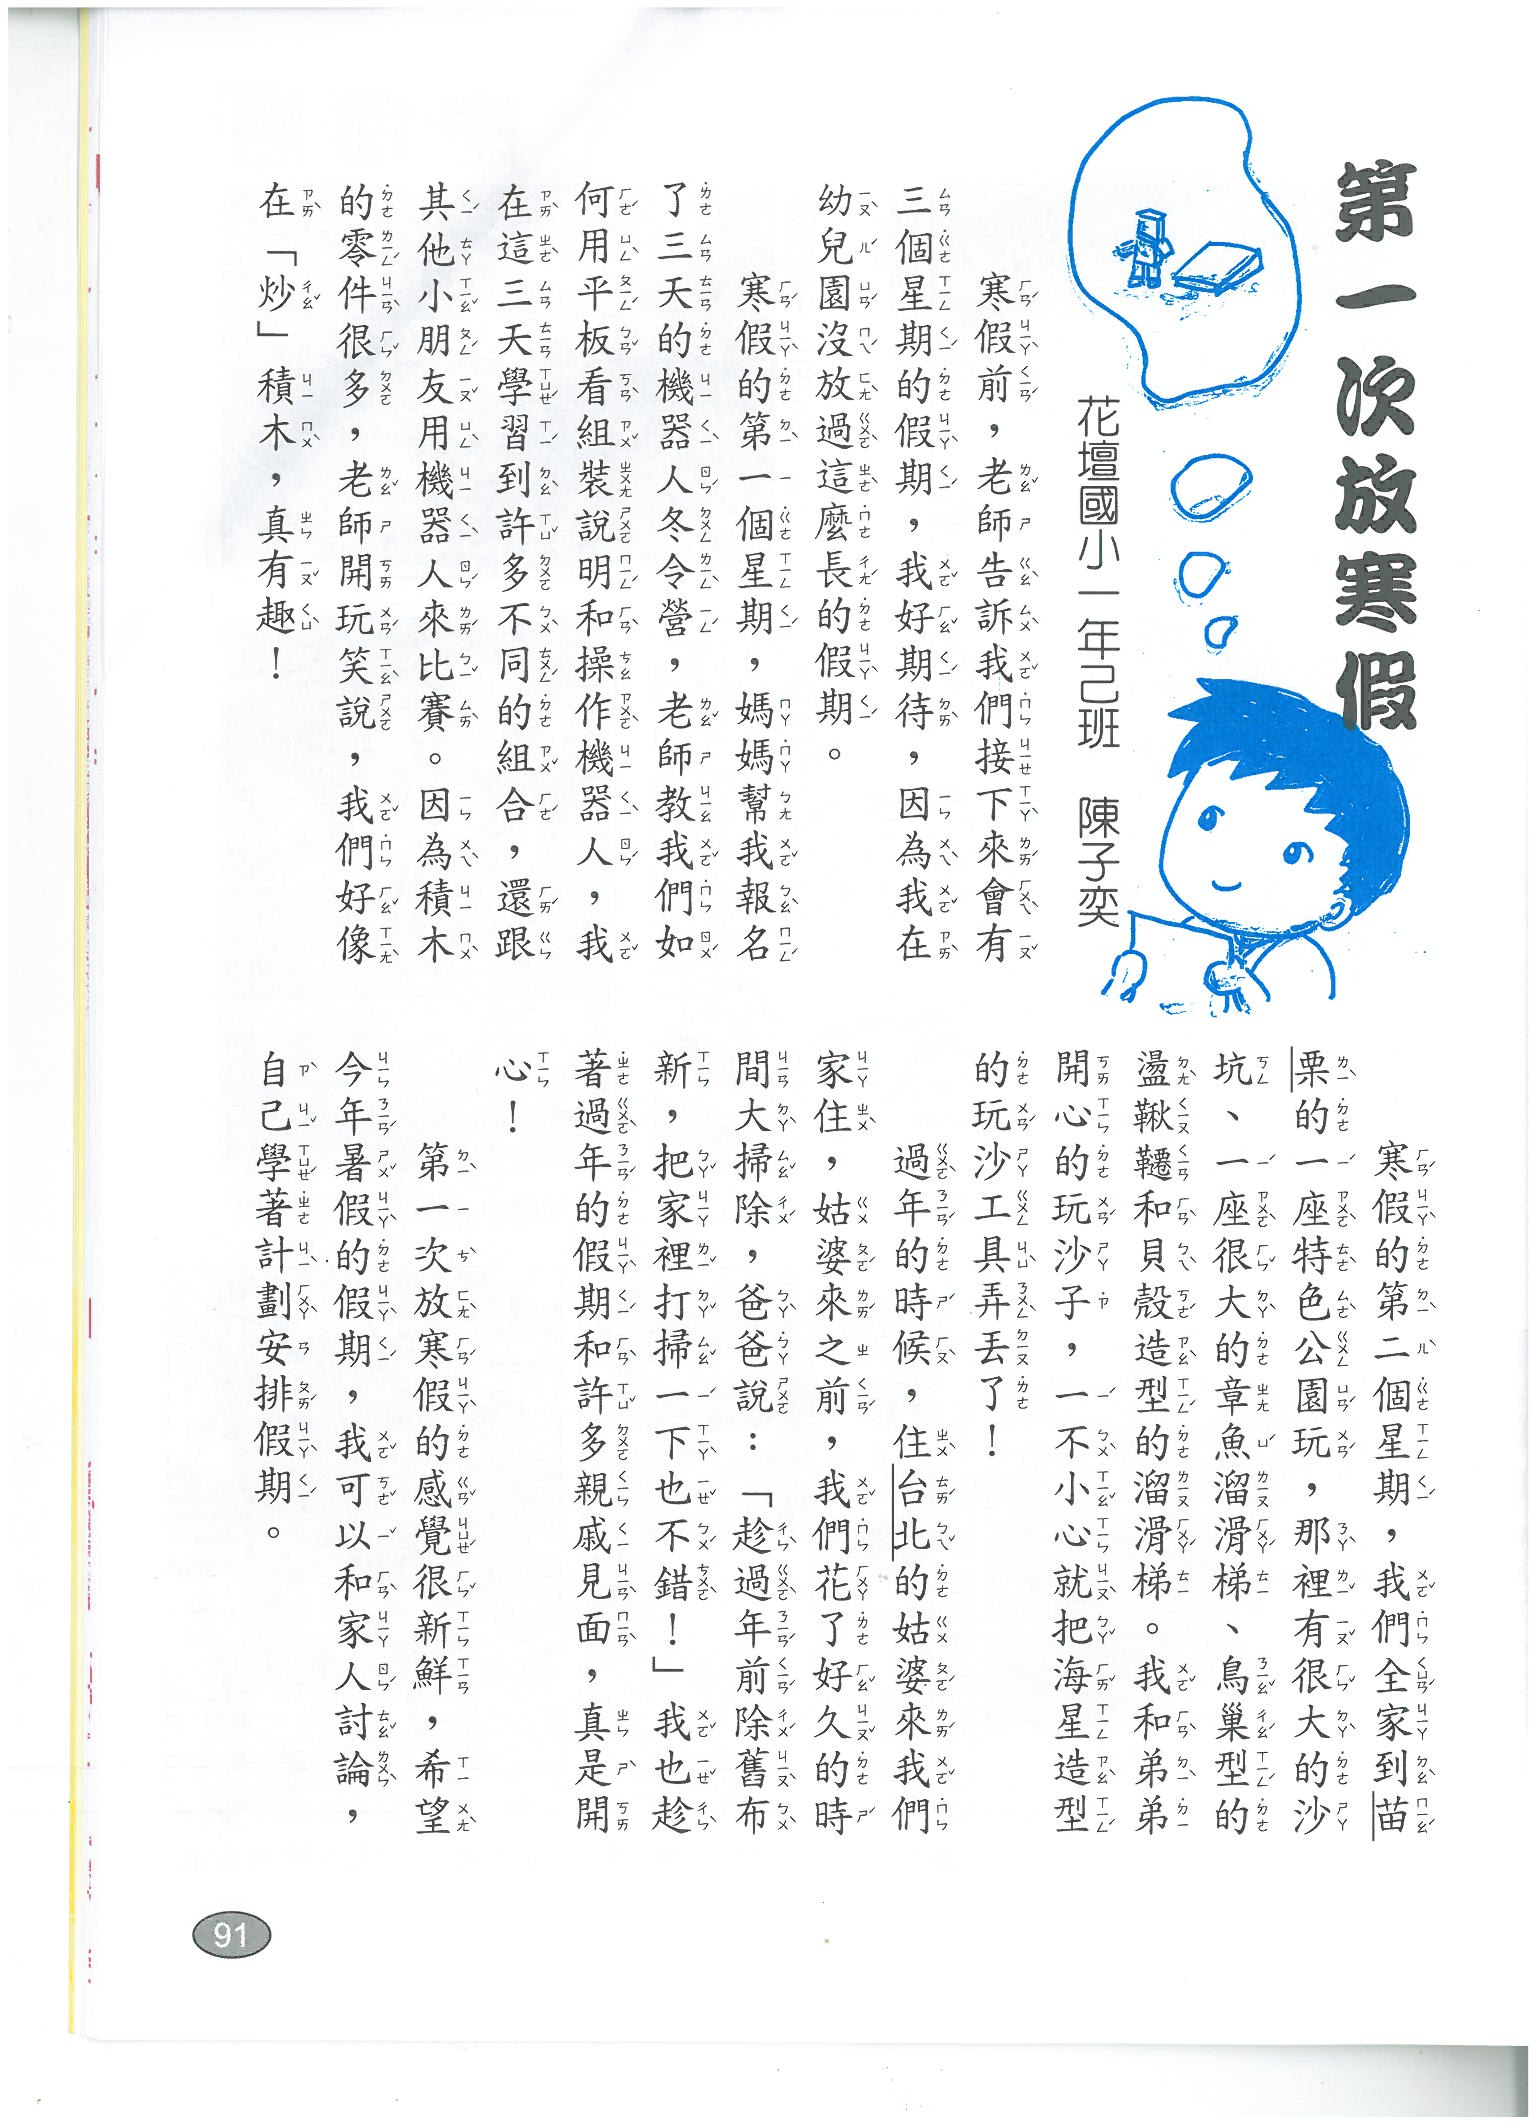 第一次放寒假
花壇國小一年己班　陳子奕
寒假前，老師告訴我們接下來會有
三個星期的假期，我好期待，因為我在
幼兒園沒放過這麼長的假期。
寒假的第一個星期，媽媽幫我報名
了三天的機器人冬令營，老師教我們如
何用平板看組裝說明和操作機器人，我
在這三天學習到許多不同的組合，還跟
其他小朋友用機器人來比賽。因為積木
的零件很多，老師開玩笑說，我們好像
在「炒」積木，真有趣！
寒假的第二個星期，我們全家到苗
栗的一座特色公園玩，那裡有很大的沙
坑、一座很大的章魚溜滑梯、鳥巢型的
盪鞦韆和貝殼造型的溜滑梯。我和弟弟
開心的玩沙子，一不小心就把海星造型
的玩沙工具弄丟了！
過年的時候，住台北的姑婆來我們
家住，姑婆來之前，我們花了好久的時
間大掃除，爸爸說：「趁過年前除舊布
新，把家裡打掃一下也不錯！」我也趁
著過年的假期和許多親戚見面，真是開
心！
第一次放寒假的感覺很新鮮，希望
今年暑假的假期，我可以和家人討論，
自己學著計劃安排假期。
91